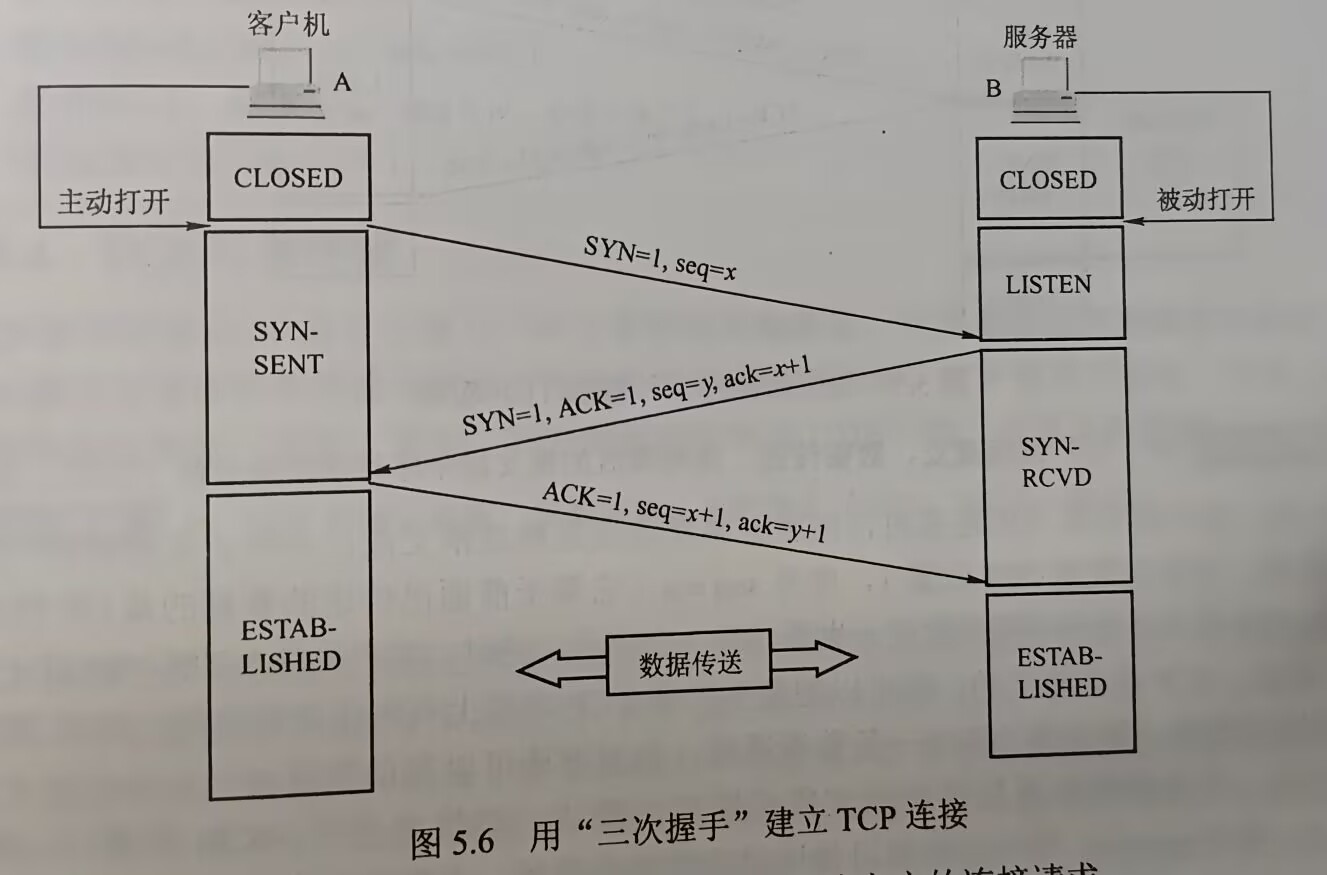 客户机
服务器
A
B
CLOSED
CLOSED
主动打开
被动打开
SYN=1, seq=x
LISTEN
SYN-
SENT
SYN=1, ACK=1, seq=y, ack=x+1
SYN-
RCVD
ACK=1, seq=x+1, ack=y+1
ESTAB-
LISHED
数据传送
ESTAB-
LISHED
图 5.6 用“三次握手”建立 TCP 连接
的连接请求